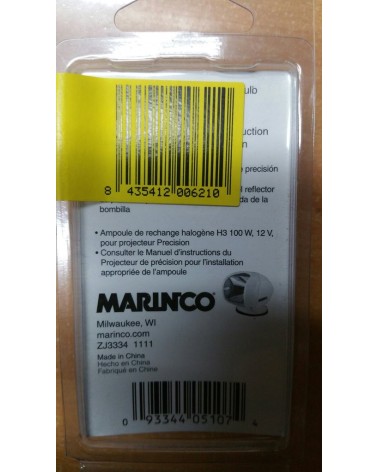 ulb
uction
n
8 435412 006210
e precisión
l reflector
da de la
bombilla
• Ampoule de rechange halogène H3 100 W, 12 V,
pour projecteur Precision
• Consulter le Manuel d'instructions du
Projecteur de précision pour l'installation
appropriée de l'ampoule
MARINCO
Milwaukee, WI
marinco.com
ZJ3334 1111
Made in China
Hecho en China
Fabriqué en Chine
0 93344 05107 4